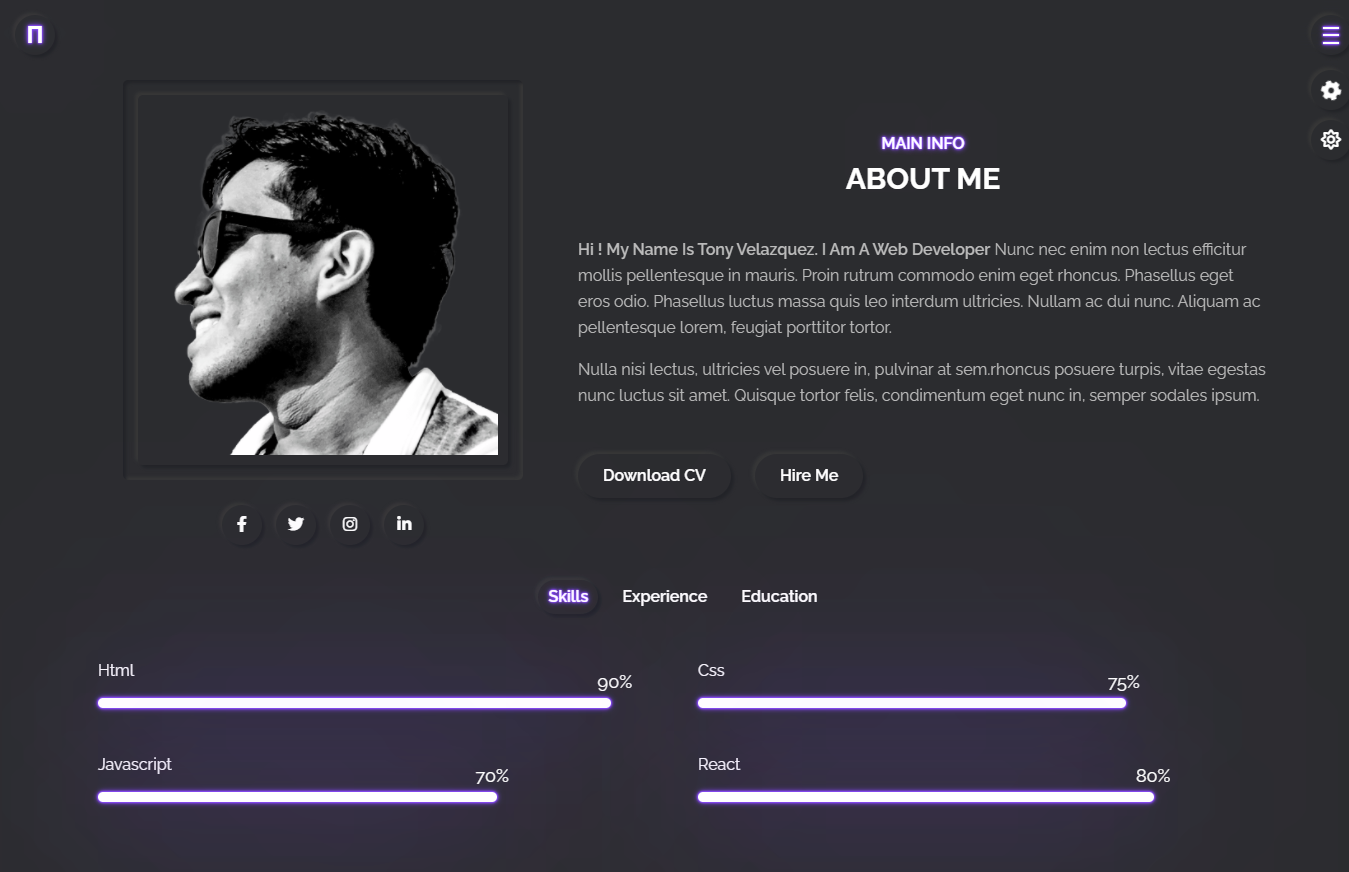 MAIN INFO
ABOUT ME
Hi ! My Name Is Tony Velazquez. I Am A Web Developer Nunc nec enim non lectus efficitur
mollis pellentesque in mauris. Proin rutrum commodo enim eget rhoncus. Phasellus eget
eros odio. Phasellus luctus massa quis leo interdum ultricies. Nullam ac dui nunc. Aliquam ac
pellentesque lorem, feugiat porttitor tortor.
Nulla nisi lectus, ultricies vel posuere in, pulvinar at sem.rhoncus posuere turpis, vitae egestas
nunc luctus sit amet. Quisque tortor felis, condimentum eget nunc in, semper sodales ipsum.
Download CV Hire Me
Skills Experience Education
Html
90%
Css
75%
Javascript
70%
React
80%